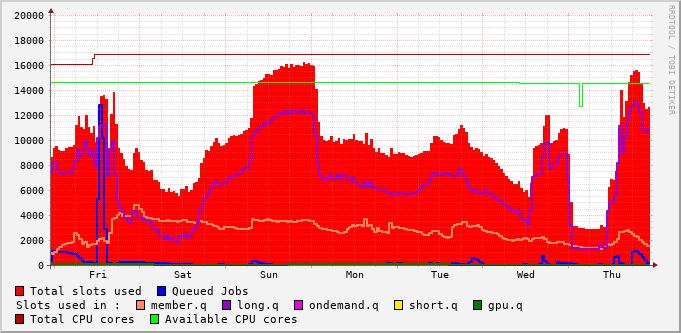 20000
18000
16000
14000
12000
10000
8000
6000
4000
2000
0
Fri Sat Sun Mon Tue Wed Thu
RRDTOOL / TOBI OETIKER
Total slots used Queued Jobs
Slots used in : member.q long.q ondemand.q short.q gpu.q
Total CPU cores Available CPU cores